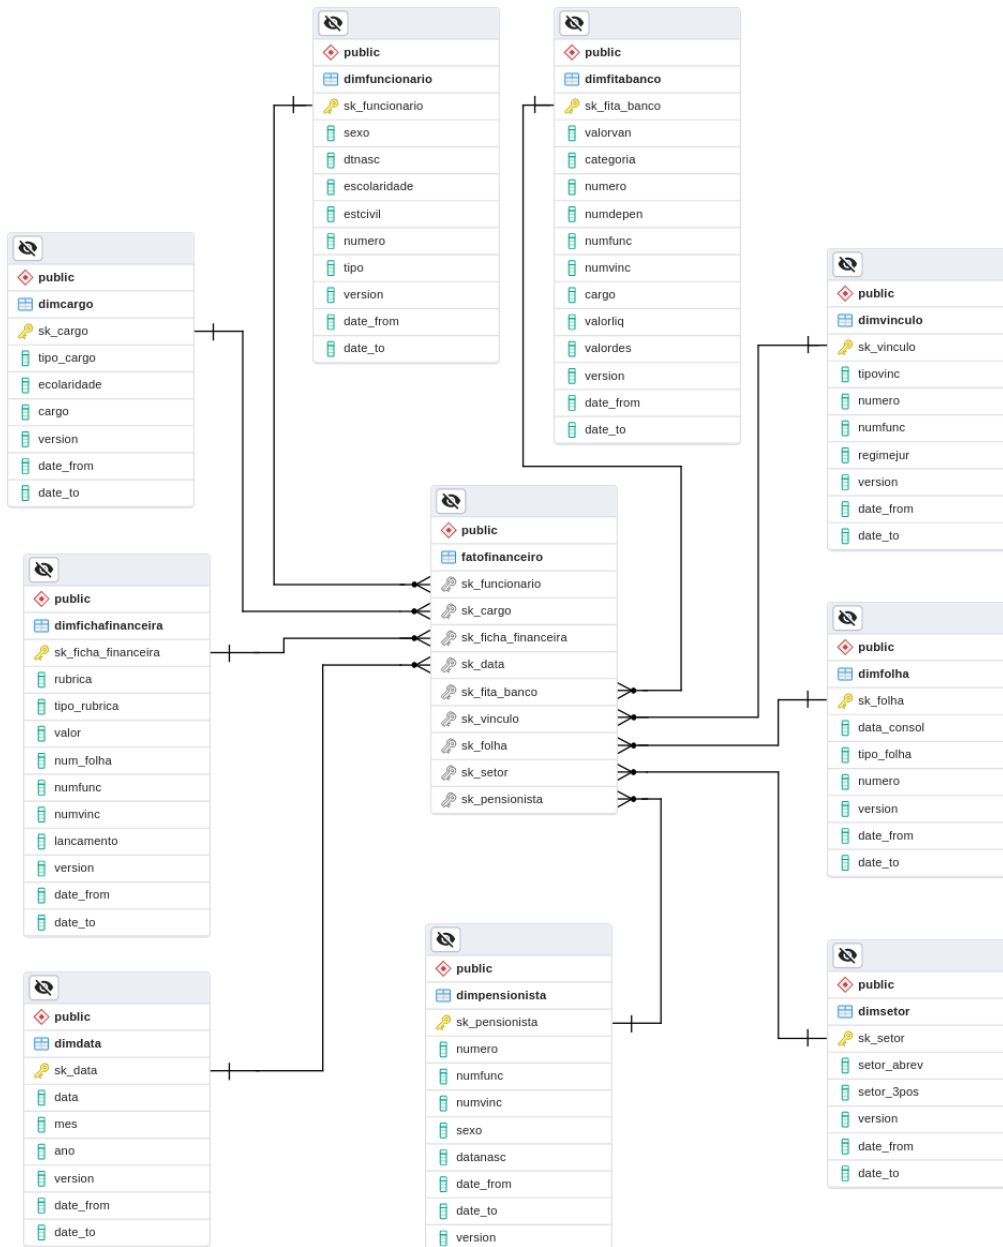 public
dimfuncionario
sk_funcionario
sexo
dtnasc
escolaridade
estcivil
numero
tipo
version
date_from
date_to
public
dimfitabanco
sk_fita_banco
valorvan
categoria
numero
numdepen
numfunc
numvinc
cargo
valorliq
valordes
version
date_from
date_to
public
dimcargo
sk_cargo
tipo_cargo
ecolaridade
cargo
version
date_from
date_to
public
dimvinculo
sk_vinculo
tipovinc
numero
numfunc
regimejur
version
date_from
date_to
public
fatofinanceiro
sk_funcionario
sk_cargo
sk_ficha_financeira
sk_data
sk_fita_banco
sk_vinculo
sk_folha
sk_setor
sk_pensionista
public
dimfichafinanceira
sk_ficha_financeira
rubrica
tipo_rubrica
valor
num_folha
numfunc
numvinc
lancamento
version
date_from
date_to
public
dimfolha
sk_folha
data_consol
tipo_folha
numero
version
date_from
date_to
public
dimdata
sk_data
data
mes
ano
version
date_from
date_to
public
dimpensionista
sk_pensionista
numero
numfunc
numvinc
sexo
datanasc
date_from
date_to
version
public
dimsetor
sk_setor
setor_abrev
setor_3pos
version
date_from
date_to